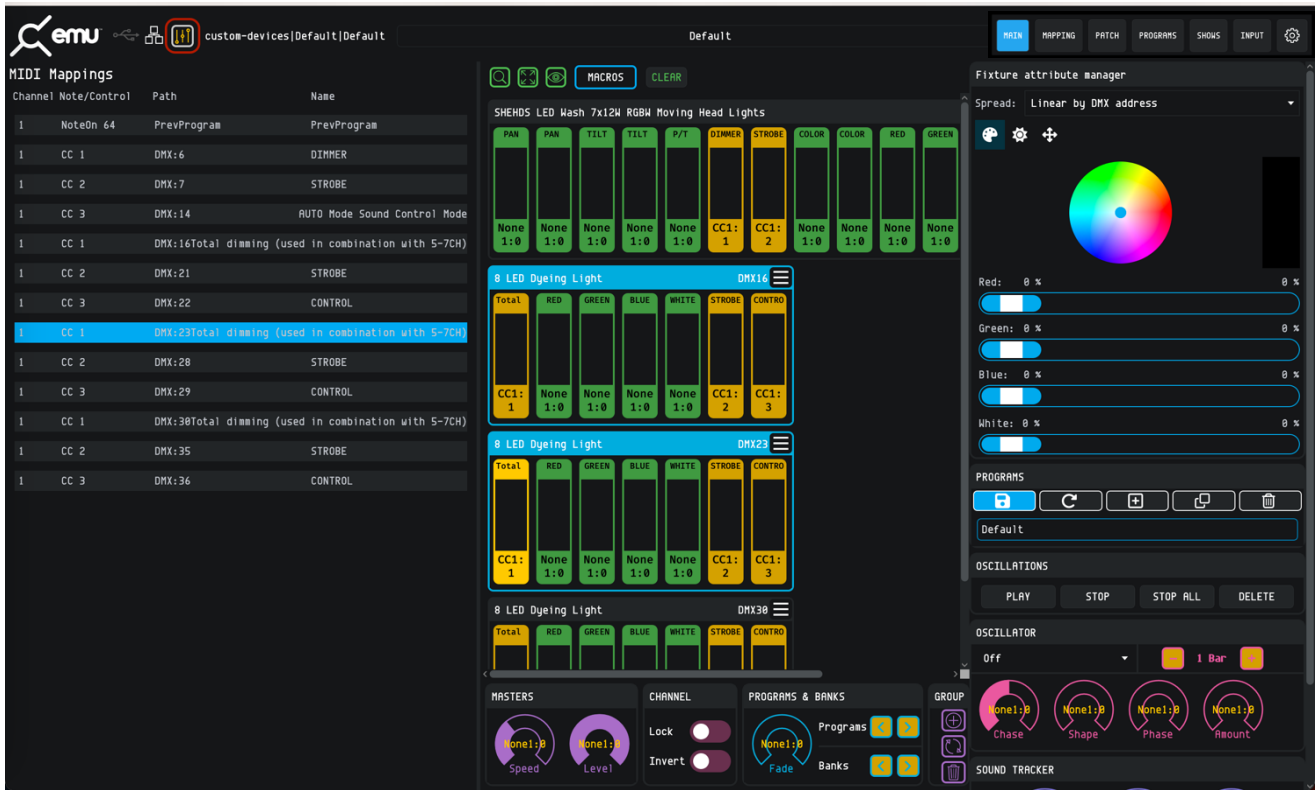 emu custom-devices|Default|Default Default MAIN MAPPING PATCH PROGRAMS SHOWS INPUT
MIDI Mappings
Channel Note/Control Path Name
1 NoteOn 64 PrevProgram PrevProgram
1 CC 1 DMX:6 DIMMER
1 CC 2 DMX:7 STROBE
1 CC 3 DMX:14 AUTO Mode Sound Control Mode
1 CC 1 DMX:16Total dimming (used in combination with 5-7CH)
1 CC 2 DMX:21 STROBE
1 CC 3 DMX:22 CONTROL
1 CC 1 DMX:23Total dimming (used in combination with 5-7CH)
1 CC 2 DMX:28 STROBE
1 CC 3 DMX:29 CONTROL
1 CC 1 DMX:30Total dimming (used in combination with 5-7CH)
1 CC 2 DMX:35 STROBE
1 CC 3 DMX:36 CONTROL
MACROS CLEAR
SHEHDS LED Wash 7x12W RGBW Moving Head Lights
PAN PAN TILT TILT P/T DIMMER STROBE COLOR COLOR RED GREEN
None None None None None CC1: CC1: None None None None
1:0 1:0 1:0 1:0 1:0 1 2 1:0 1:0 1:0 1:0
8 LED Dyeing Light DMX16
Total RED GREEN BLUE WHITE STROBE CONTRO
CC1: None None None None CC1: CC1:
1 1:0 1:0 1:0 1:0 2 3
8 LED Dyeing Light DMX23
Total RED GREEN BLUE WHITE STROBE CONTRO
CC1: None None None None CC1: CC1:
1 1:0 1:0 1:0 1:0 2 3
8 LED Dyeing Light DMX30
Total RED GREEN BLUE WHITE STROBE CONTRO
MASTERS
None1:0 None1:0
Speed Level
CHANNEL
Lock
Invert
PROGRAMS & BANKS
None1:0
Fade
Programs < >
Banks < >
GROUP
Fixture attribute manager
Spread: Linear by DMX address
Red: 0 % 0 %
Green: 0 % 0 %
Blue: 0 % 0 %
White: 0 % 0 %
PROGRAMS
Default
OSCILLATIONS
PLAY STOP STOP ALL DELETE
OSCILLATOR
Off - 1 Bar +
None1:0 None1:0 None1:0 None1:0
Chase Shape Phase Amount
SOUND TRACKER